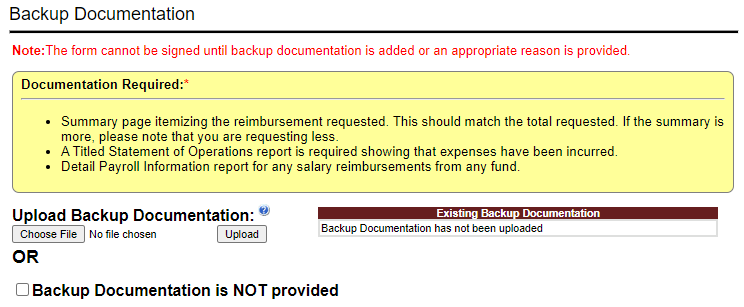 Backup Documentation
Note:The form cannot be signed until backup documentation is added or an appropriate reason is provided.
Documentation Required:*
• Summary page itemizing the reimbursement requested. This should match the total requested. If the summary is
more, please note that you are requesting less.
• A Titled Statement of Operations report is required showing that expenses have been incurred.
• Detail Payroll Information report for any salary reimbursements from any fund.
Upload Backup Documentation: ?
Choose File No file chosen Upload
Existing Backup Documentation
Backup Documentation has not been uploaded
OR
Backup Documentation is NOT provided